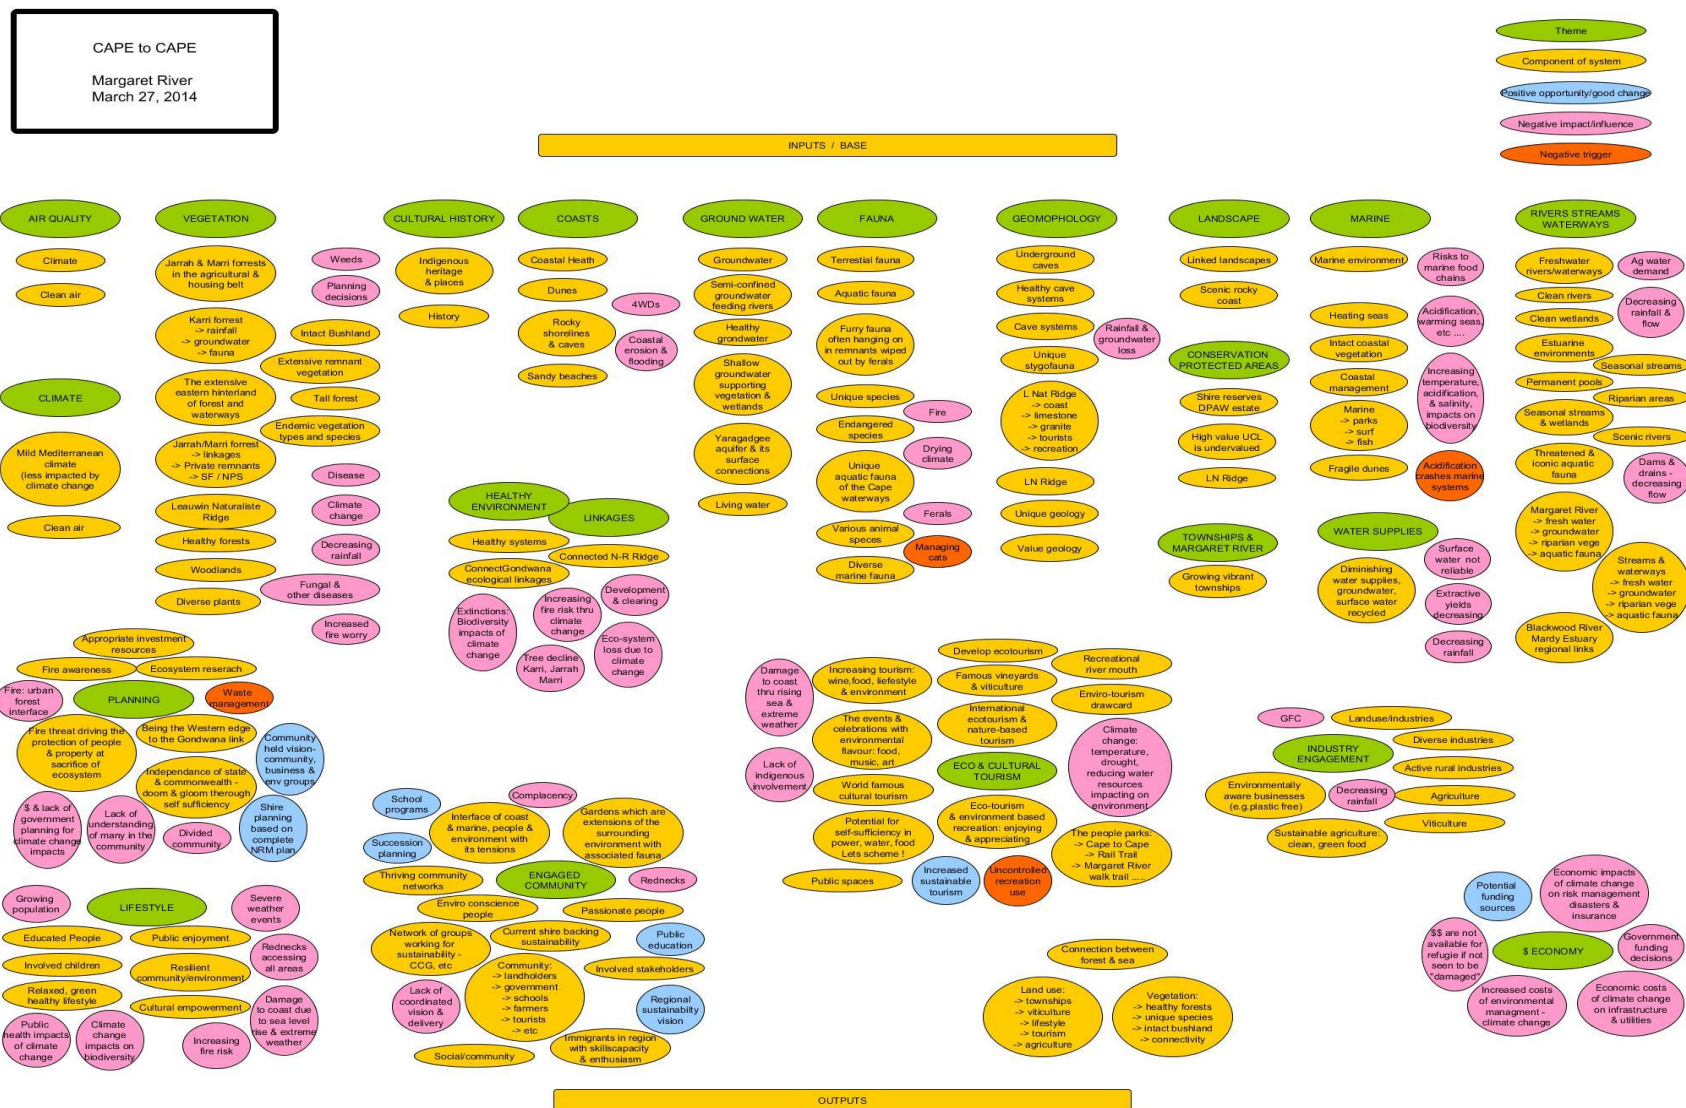 CAPE to CAPE
Margaret River
March 27, 2014
Theme
Component of system
Positive opportunity/good change
Negative impact/influence
Negative trigger
INPUTS / BASE
AIR QUALITY
Climate
Clean air
CLIMATE
Mild Mediterranean
climate
(less impacted by
climate change
Clean air
VEGETATION
Jarrah & Marri forrests
in the agricultural &
housing belt
Karri forrest
-> rainfall
-> groundwater
-> fauna
The extensive
eastern hinterland
of forest and
waterways
Jarrah/Marri forrest
-> linkages
-> Private remnants
-> SF / NPS
Leauwin Naturaliste
Ridge
Healthy forests
Woodlands
Diverse plants
Weeds
Planning
decisions
Intact Bushland
Extensive remnant
vegetation
Tall forest
Endemic vegetation
types and species
Disease
Climate
change
Decreasing
rainfall
Fungal &
other diseases
Increased
fire worry
CULTURAL HISTORY
Indigenous
heritage
& places
History
COASTS
Coastal Heath
Dunes
Rocky
shorelines
& caves
Sandy beaches
4WDs
Coastal
erosion &
flooding
HEALTHY
ENVIRONMENT
LINKAGES
Healthy systems
Connected N-R Ridge
ConnectGondwana
ecological linkages
Extinctions:
Biodiversity
impacts of
climate
change
Increasing
fire risk thru
climate
change
Development
& clearing
Tree decline
Karri, Jarrah
Marri
Eco-system
loss due to
climate
change
GROUND WATER
Groundwater
Semi-confined
groundwater
feeding rivers
Healthy
grondwater
Shallow
groundwater
supporting
vegetation &
wetlands
Yaragadgee
aquifer & its
surface
connections
Living water
FAUNA
Terrestial fauna
Aquatic fauna
Furry fauna
often hanging on
in remnants wiped
out by ferals
Unique species
Endangered
species
Unique
aquatic fauna
of the Cape
waterways
Various animal
speces
Diverse
marine fauna
Fire
Drying
climate
Ferals
Managing
cats
GEOMOPHOLOGY
Underground
caves
Healthy cave
systems
Cave systems
Rainfall &
groundwater
loss
Unique
stygofauna
L Nat Ridge
-> coast
-> limestone
-> granite
-> tourists
-> recreation
LN Ridge
Unique geology
Value geology
LANDSCAPE
Linked landscapes
Scenic rocky
coast
CONSERVATION
PROTECTED AREAS
Shire reserves
DPAW estate
High value UCL
is undervalued
LN Ridge
TOWNSHIPS &
MARGARET RIVER
Growing vibrant
townships
MARINE
Marine environment
Heating seas
Intact coastal
vegetation
Coastal
management
Marine
-> parks
-> surf
-> fish
Fragile dunes
Risks to
marine food
chains
Acidification,
warming seas,
etc ....
Increasing
temperature,
acidification,
& salinity,
impacts on
biodiversity
Acidification
crashes marine
systems
WATER SUPPLIES
Diminishing
water supplies,
groundwater,
surface water
recycled
Surface
water not
reliable
Extractive
yields
decreasing
Decreasing
rainfall
RIVERS STREAMS
WATERWAYS
Freshwater
rivers/waterways
Clean rivers
Clean wetlands
Estuarine
environments
Permanent pools
Seasonal streams
& wetlands
Threatened &
iconic aquatic
fauna
Margaret River
-> fresh water
-> groundwater
-> riparian vege
-> aquatic fauna
Blackwood River
Mardy Estuary
regional links
Ag water
demand
Decreasing
rainfall &
flow
Seasonal streams
Riparian areas
Scenic rivers
Dams &
drains -
decreasing
flow
Streams &
waterways
-> fresh water
-> groundwater
-> riparian vege
-> aquatic fauna
Appropriate investment
resources
Fire awareness
Ecosystem reserach
Fire: urban
forest
interface
PLANNING
Waste
management
Fire threat driving the
protection of people
& property at
sacrifice of
ecosystem
Being the Western edge
to the Gondwana link
Community
held vision-
community,
business &
env groups
Independance of state
& commonwealth -
doom & gloom therough
self sufficiency
$ & lack of
government
planning for
climate change
impacts
Lack of
understanding
of many in the
community
Divided
community
Shire
planning
based on
complete
NRM plan
Growing
population
LIFESTYLE
Severe
weather
events
Educated People
Public enjoyment
Rednecks
accessing
all areas
Involved children
Resilient
community/environment
Relaxed, green
healthy lifestyle
Cultural empowerment
Damage
to coast due
to sea level
rise & extreme
weather
Public
health impacts
of climate
change
Climate
change
impacts on
biodiversity
Increasing
fire risk
School
programs
Complacency
Interface of coast
& marine, people &
environment with
its tensions
Gardens which are
extensions of the
surrounding
environment with
associated fauna
Succession
planning
Thriving community
networks
ENGAGED
COMMUNITY
Rednecks
Enviro conscience
people
Passionate people
Network of groups
working for
sustainability -
CCG, etc
Current shire backing
sustainability
Public
education
Community:
-> landholders
-> government
-> schools
-> farmers
-> tourists
-> etc
Involved stakeholders
Lack of
coordinated
vision &
delivery
Regional
sustainabilty
vision
Social/community
Immigrants in region
with skillscapacity
& enthusiasm
Damage
to coast
thru rising
sea &
extreme
weather
Lack of
indigenous
involvement
Increasing tourism:
wine,food, liefestyle
& environment
The events &
celebrations with
environmental
flavour: food,
music, art
World famous
cultural tourism
Potential for
self-sufficiency in
power, water, food
Lets scheme !
Public spaces
Develop ecotourism
Famous vineyards
& viticulture
International
ecotourism &
nature-based
tourism
ECO & CULTURAL
TOURISM
Eco-tourism
& environment based
recreation: enjoying
& appreciating
Increased
sustainable
tourism
Uncontrolled
recreation
use
Recreational
river mouth
Enviro-tourism
drawcard
Climate
change:
temperature,
drought,
reducing water
resources
impacting on
environment
The people parks:
-> Cape to Cape
-> Rail Trail
-> Margaret River
walk trail .....
Connection between
forest & sea
Land use:
-> townships
-> viticulture
-> lifestyle
-> tourism
-> agriculture
Vegetation:
-> healthy forests
-> unique species
-> intact bushland
-> connectivity
GFC
Landuse/industries
INDUSTRY
ENGAGEMENT
Diverse industries
Active rural industries
Environmentally
aware businesses
(e.g.plastic free)
Decreasing
rainfall
Agriculture
Viticulture
Sustainable agriculture:
clean, green food
Potential
funding
sources
Economic impacts
of climate change
on risk management
disasters &
insurance
$$ are not
available for
refugie if not
seen to be
"damaged"
$ ECONOMY
Government
funding
decisions
Increased costs
of environmental
managment -
climate change
Economic costs
of climate change
on infrastructure
& utilities
OUTPUTS